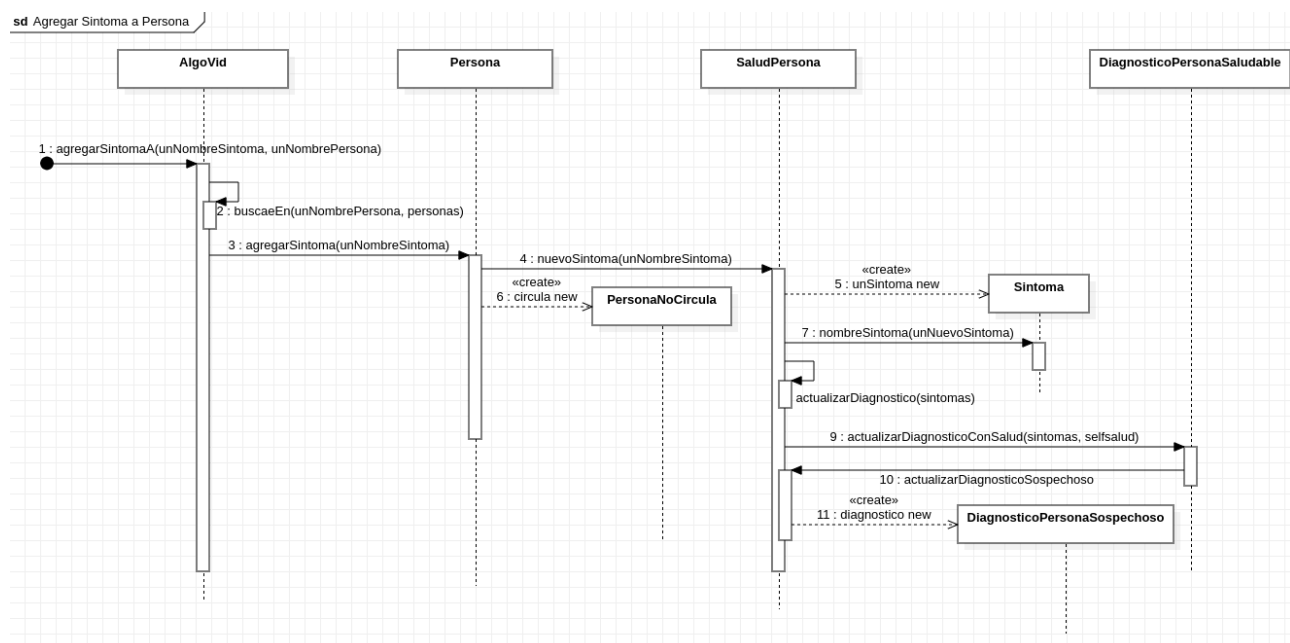 sd Agregar Sintoma a Persona
AlgoVid
Persona
SaludPersona
DiagnosticoPersonaSaludable
1 : agregarSintomaA(unNombreSintoma, unNombrePersona)
2 : buscaeEn(unNombrePersona, personas)
3 : agregarSintoma(unNombreSintoma)
4 : nuevoSintoma(unNombreSintoma)
«create»
5 : unSintoma new
Sintoma
«create»
6 : circula new
PersonaNoCircula
7 : nombreSintoma(unNuevoSintoma)
actualizarDiagnostico(sintomas)
9 : actualizarDiagnosticoConSalud(sintomas, selfsalud)
10 : actualizarDiagnosticoSospechoso
«create»
11 : diagnostico new
DiagnosticoPersonaSospechoso